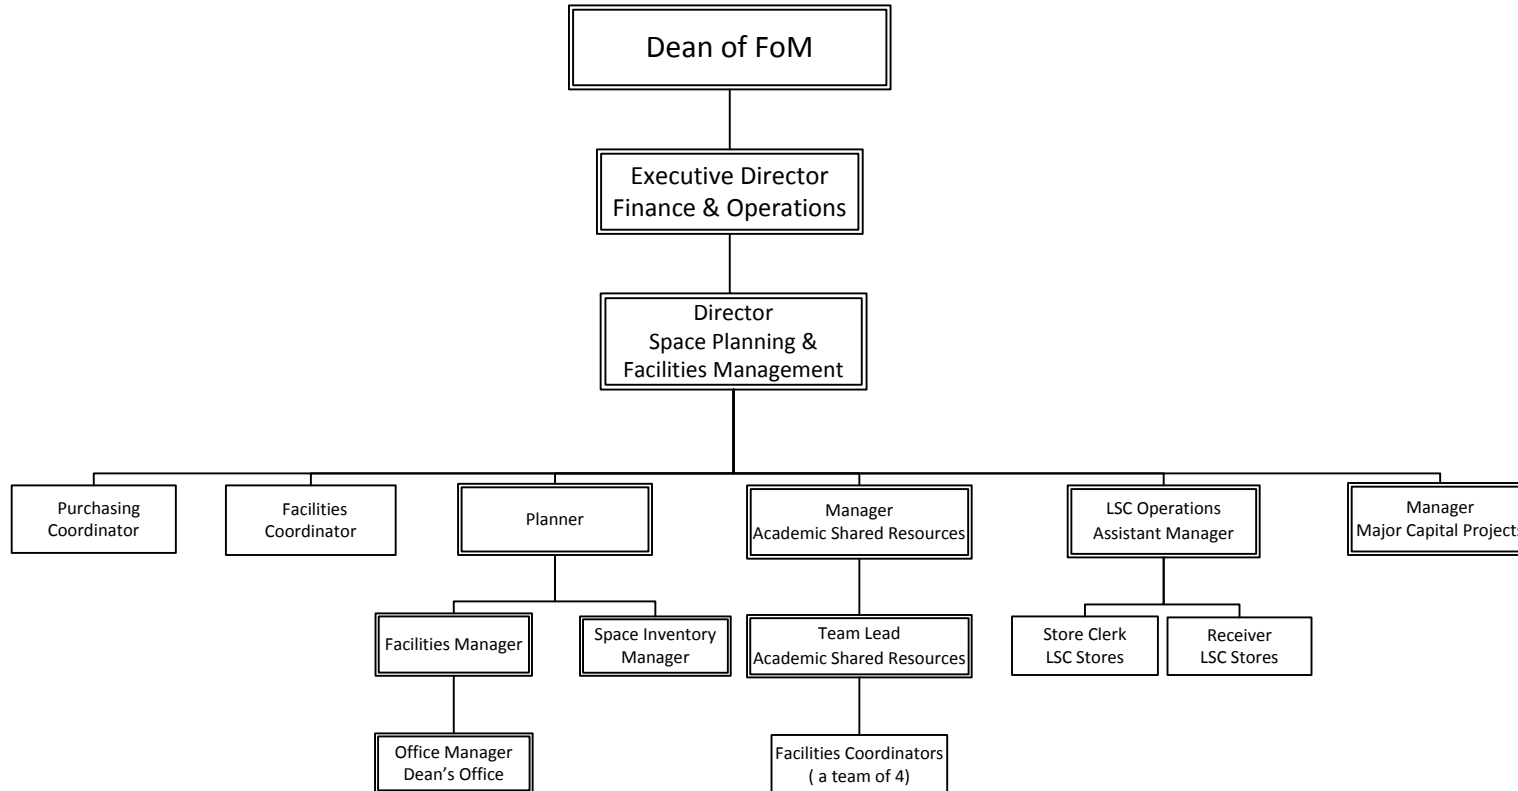 Dean of FoM
Executive Director
Finance & Operations
Director
Space Planning &
Facilities Management
Purchasing
Coordinator
Facilities
Coordinator
Planner
Manager
Academic Shared Resources
LSC Operations
Assistant Manager
Manager
Major Capital Projects
Facilities Manager
Space Inventory
Manager
Team Lead
Academic Shared Resources
Store Clerk
LSC Stores
Receiver
LSC Stores
Office Manager
Dean’s Office
Facilities Coordinators
( a team of 4)